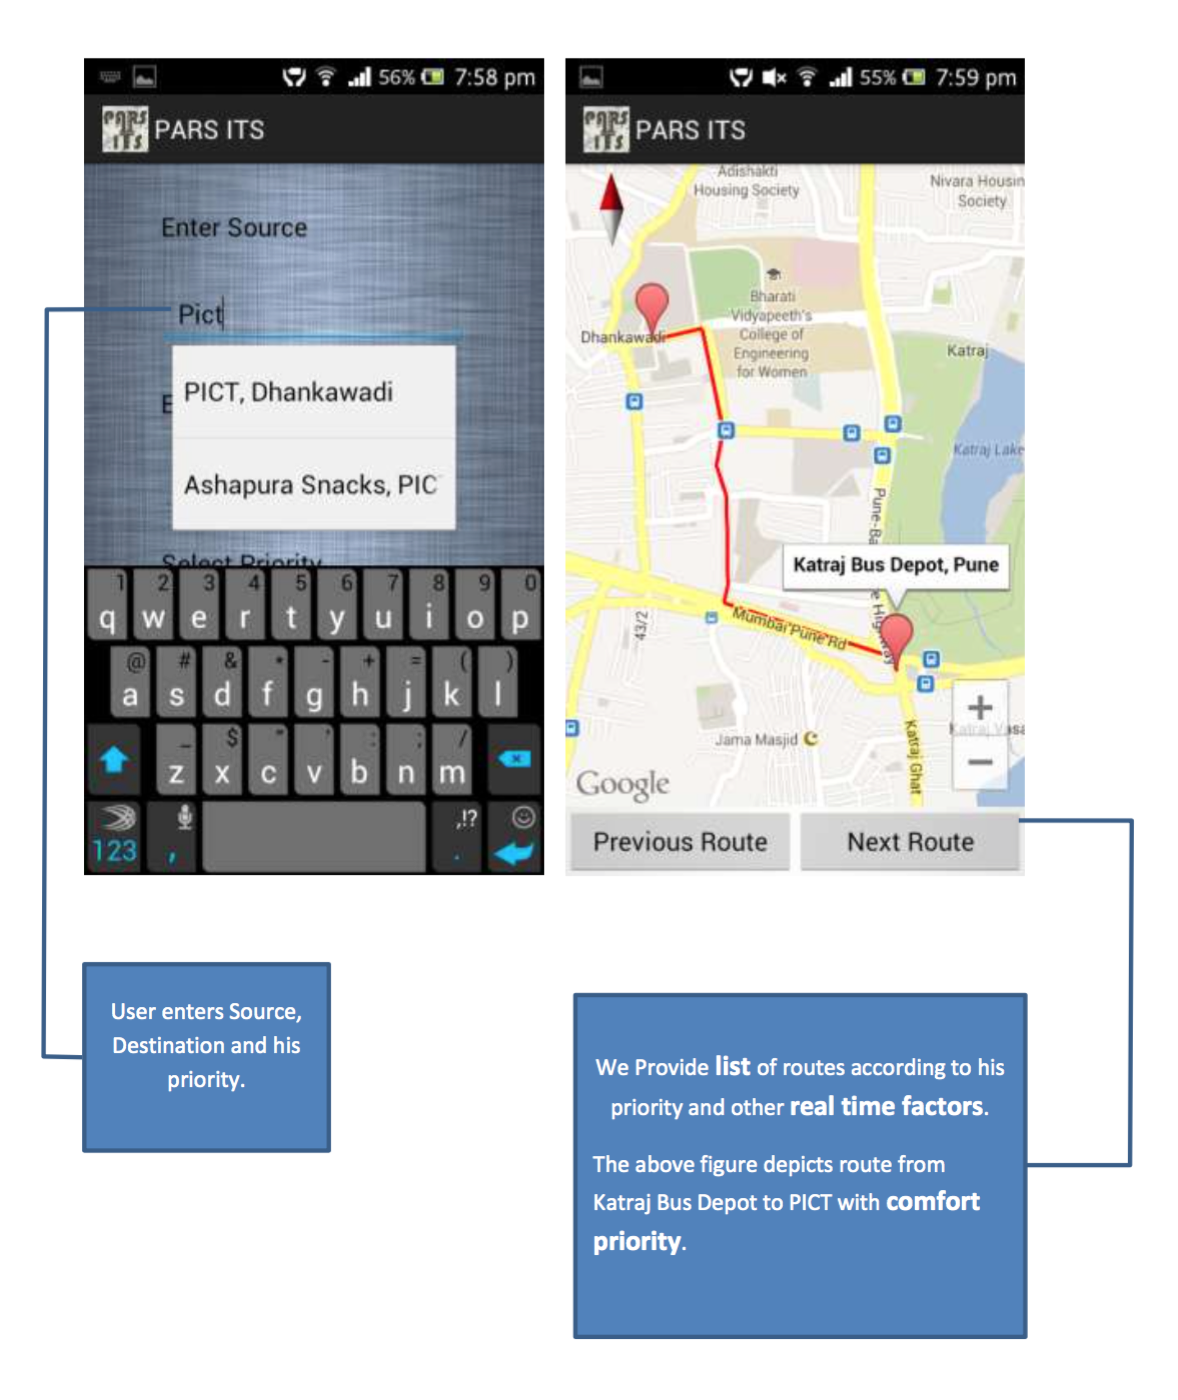 56% 7:58 pm
PARS ITS
PARS ITS
Enter Source
Pict
E
PICT, Dhankawadi
Ashapura Snacks, PIC
Select Priority
1 2 3 4 5 6 7 8 9 0
q w e r t y u i o p
@ # & * - + = ( )
a s d f g h j k l
_ $ " ' : ; /
z x c v b n m
,!?
123 , .
55% 7:59 pm
PARS ITS
PARS ITS
Adishakti
Housing Society
Nivara Housin
Society
Bharati
Vidyapeeth's
College of
Engineering
for Women
Dhankawadi
Katraj
Katraj Lake
Pune-Ba
e Highway
Katraj Bus Depot, Pune
43/2
Mumbai Pune Rd
Jama Masjid
Katraj Ghat
Katraj Vasa
+
−
Google
Previous Route
Next Route
User enters Source,
Destination and his
priority.
We Provide list of routes according to his
priority and other real time factors.
The above figure depicts route from
Katraj Bus Depot to PICT with comfort
priority.